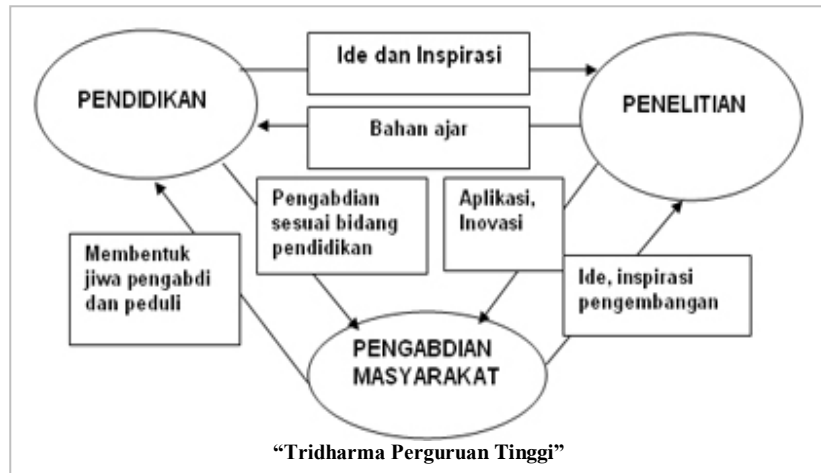 Ide dan Inspirasi
PENDIDIKAN
PENELITIAN
Bahan ajar
Pengabdian
sesuai bidang
pendidikan
Aplikasi,
Inovasi
Membentuk
jiwa pengabdi
dan peduli
Ide, inspirasi
pengembangan
PENGABDIAN
MASYARAKAT
“Tridharma Perguruan Tinggi”